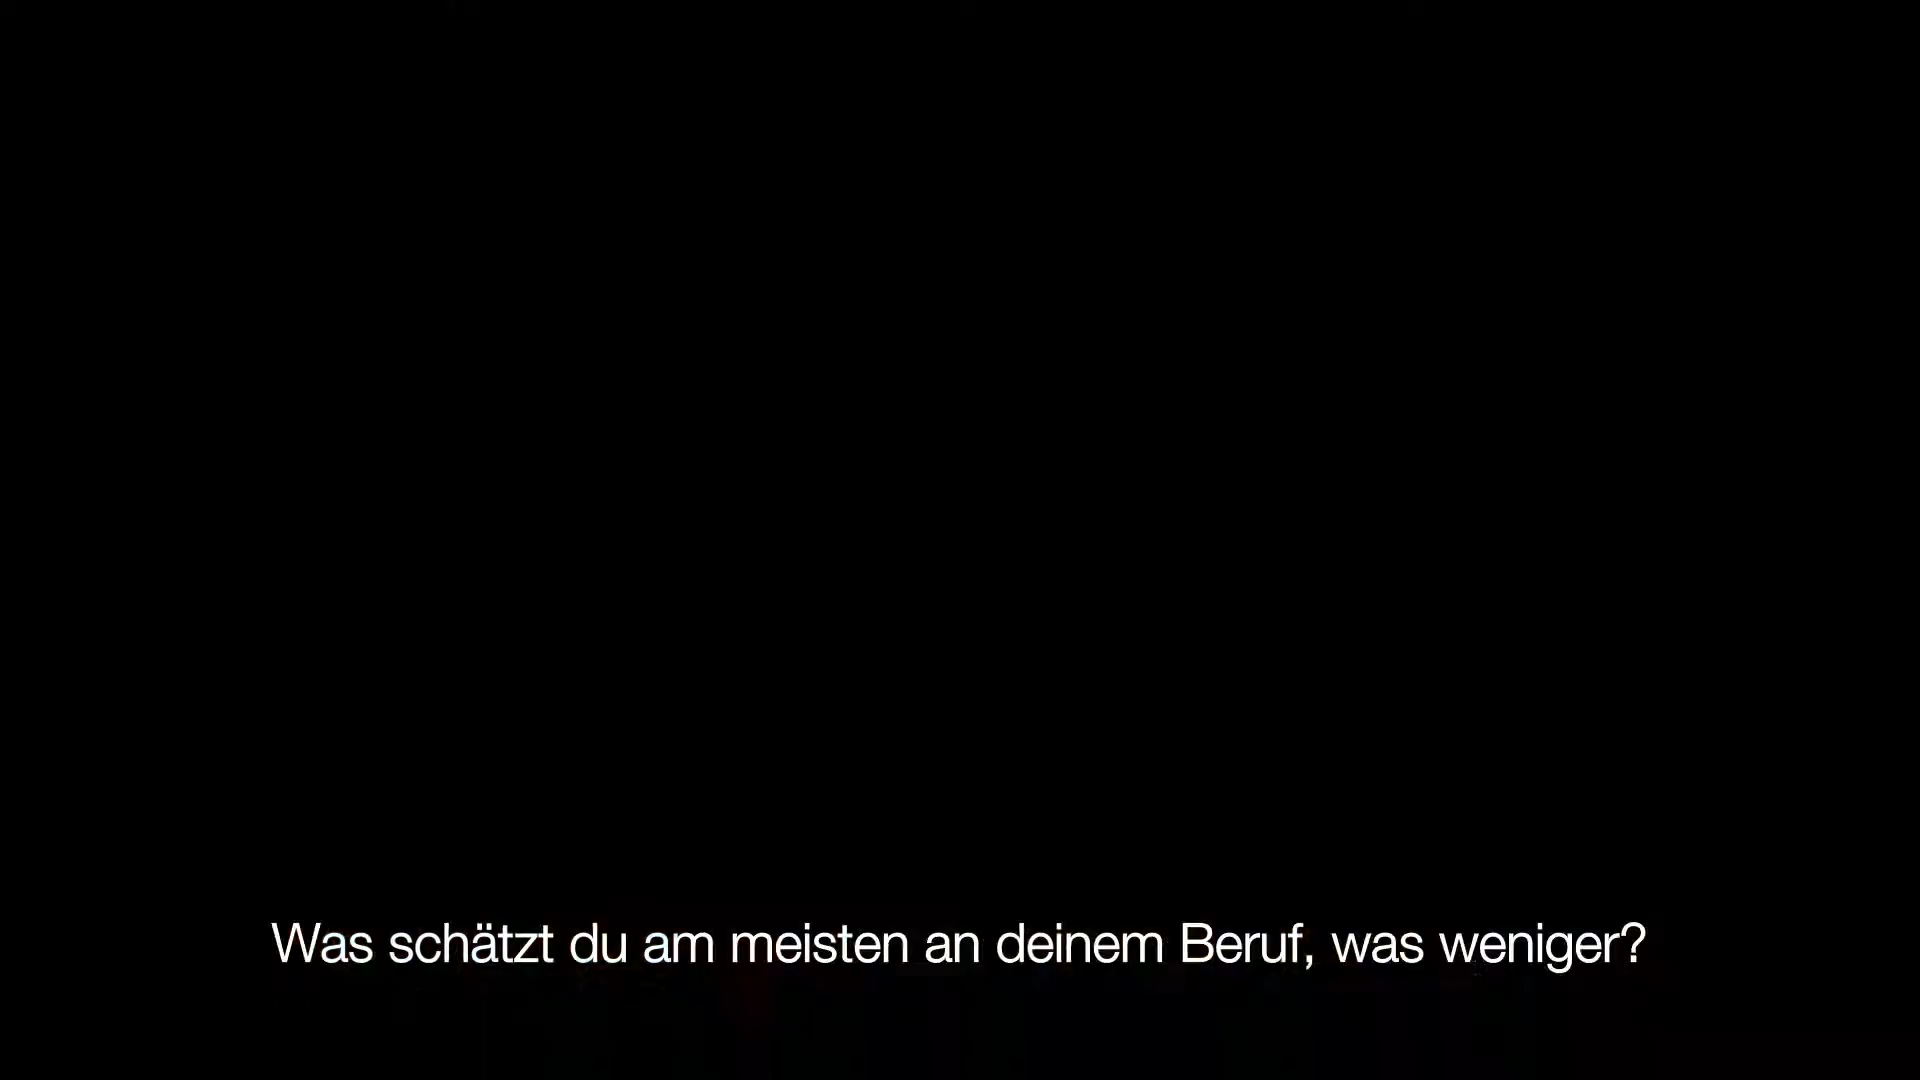 Was schätzt du am meisten an deinem Beruf, was weniger?